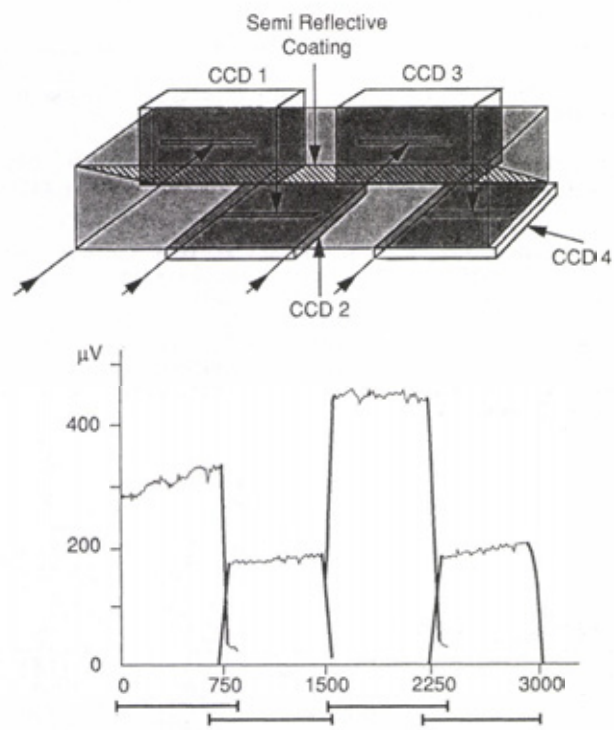 Semi Reflective
Coating
CCD 1
CCD 3
CCD 4
CCD 2
µV
400
200
0
0 750 1500 2250 3000